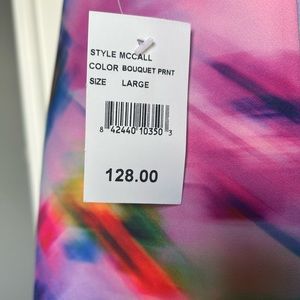 STYLE MCCALL
COLOR BOUQUET PRNT
SIZE LARGE
8 42440 10350 3
128.00